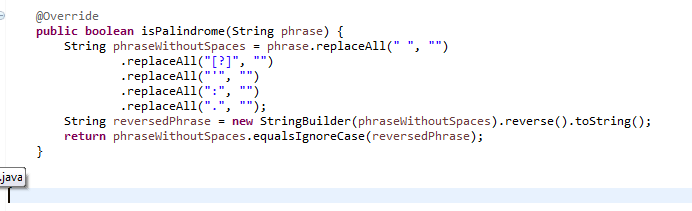 @Override
public boolean isPalindrome(String phrase) {
    String phraseWithoutSpaces = phrase.replaceAll(" ", "")
            .replaceAll("[?]", "")
            .replaceAll("'", "")
            .replaceAll(":", "")
            .replaceAll(".", "");
    String reversedPhrase = new StringBuilder(phraseWithoutSpaces).reverse().toString();
    return phraseWithoutSpaces.equalsIgnoreCase(reversedPhrase);
}
.java